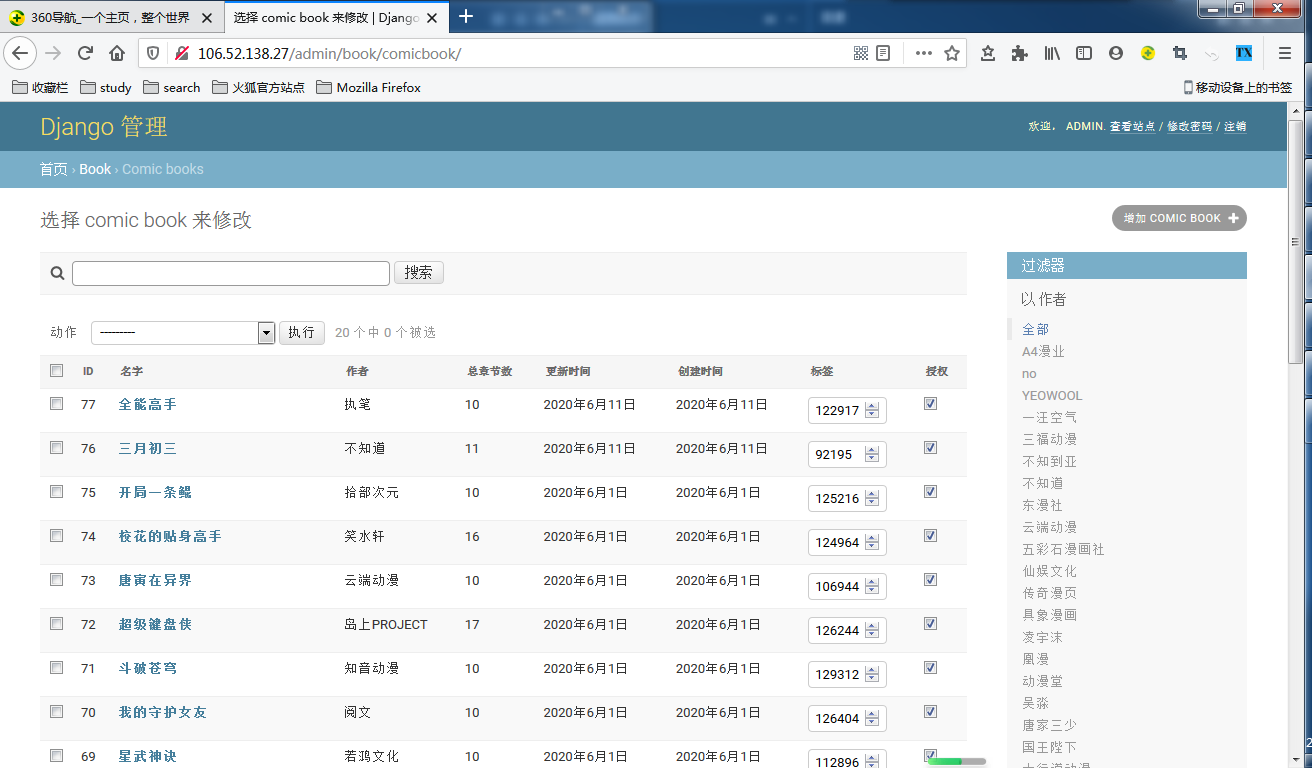 360导航_一个主页，整个世界
选择 comic book 来修改 | Django
106.52.138.27/admin/book/comicbook/
TX
收藏栏 study search 火狐官方站点 Mozilla Firefox 移动设备上的书签
Django 管理
欢迎， ADMIN. 查看站点 / 修改密码 / 注销
首页 › Book › Comic books
选择 comic book 来修改
增加 COMIC BOOK
搜索
动作 --------- 执行 20 个中 0 个被选
ID 名字 作者 总章节数 更新时间 创建时间 标签 授权
77 全能高手 执笔 10 2020年6月11日 2020年6月11日 122917
76 三月初三 不知道 11 2020年6月11日 2020年6月11日 92195
75 开局一条鲲 拾部次元 10 2020年6月1日 2020年6月1日 125216
74 校花的贴身高手 笑水轩 16 2020年6月1日 2020年6月1日 124964
73 唐寅在异界 云端动漫 10 2020年6月1日 2020年6月1日 106944
72 超级键盘侠 岛上PROJECT 17 2020年6月1日 2020年6月1日 126244
71 斗破苍穹 知音动漫 10 2020年6月1日 2020年6月1日 129312
70 我的守护女友 阅文 10 2020年6月1日 2020年6月1日 126404
69 星武神诀 若鸿文化 10 2020年6月1日 2020年6月1日 112896
过滤器
以 作者
全部
A4漫业
no
YEOWOOL
一汪空气
三福动漫
不知到亚
不知道
东漫社
云端动漫
五彩石漫画社
仙娱文化
传奇漫页
具象漫画
凌宇沫
凰漫
动漫堂
吴淼
唐家三少
国王陛下